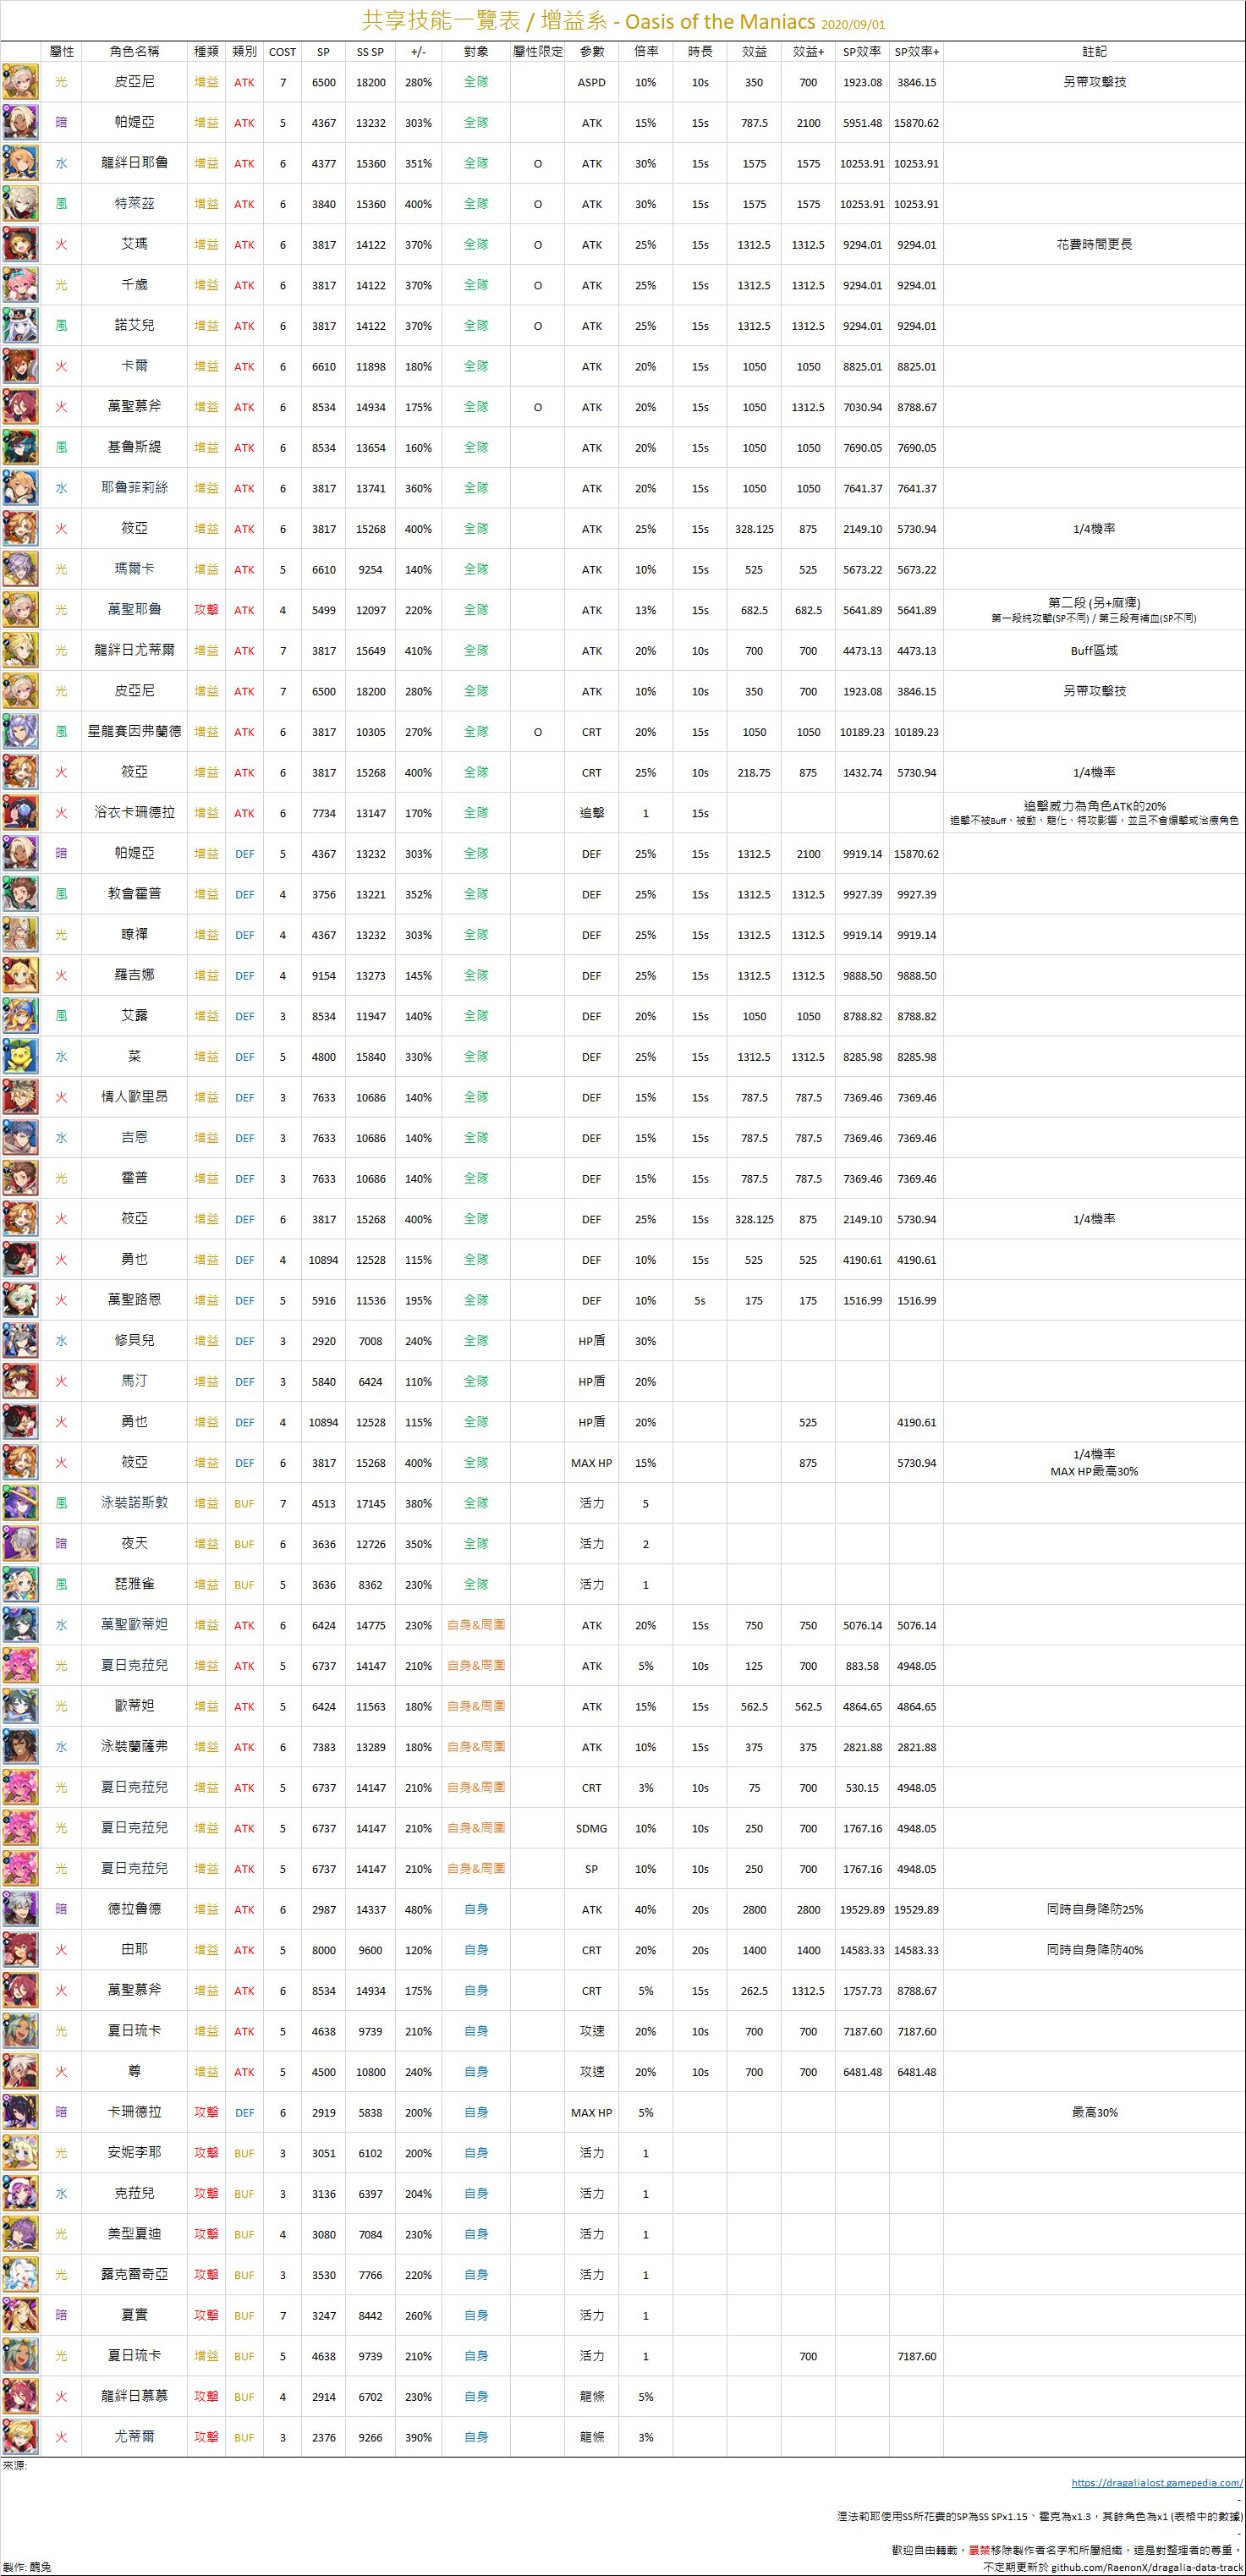 共享技能一覽表 / 增益系 - Oasis of the Maniacs 2020/09/01
屬性 角色名稱 種類 類別 COST SP SS SP +/- 對象 屬性限定 參數 倍率 時長 效益 效益+ SP效率 SP效率+ 註記
光 皮亞尼 增益 ATK 7 6500 18200 280% 全隊 ASPD 10% 10s 350 700 1923.08 3846.15 另帶攻擊技
暗 帕媞亞 增益 ATK 5 4367 13232 303% 全隊 ATK 15% 15s 787.5 2100 5951.48 15870.62
水 龍絆日耶魯 增益 ATK 6 4377 15360 351% 全隊 O ATK 30% 15s 1575 1575 10253.91 10253.91
風 特萊茲 增益 ATK 6 3840 15360 400% 全隊 O ATK 30% 15s 1575 1575 10253.91 10253.91
火 艾瑪 增益 ATK 6 3817 14122 370% 全隊 O ATK 25% 15s 1312.5 1312.5 9294.01 9294.01 花費時間更長
光 千歲 增益 ATK 6 3817 14122 370% 全隊 O ATK 25% 15s 1312.5 1312.5 9294.01 9294.01
風 諾艾兒 增益 ATK 6 3817 14122 370% 全隊 O ATK 25% 15s 1312.5 1312.5 9294.01 9294.01
火 卡爾 增益 ATK 6 6610 11898 180% 全隊 ATK 20% 15s 1050 1050 8825.01 8825.01
火 萬聖慕斧 增益 ATK 6 8534 14934 175% 全隊 O ATK 20% 15s 1050 1312.5 7030.94 8788.67
風 基魯斯緹 增益 ATK 6 8534 13654 160% 全隊 ATK 20% 15s 1050 1050 7690.05 7690.05
水 耶魯菲莉絲 增益 ATK 6 3817 13741 360% 全隊 ATK 20% 15s 1050 1050 7641.37 7641.37
火 筱亞 增益 ATK 6 3817 15268 400% 全隊 ATK 25% 15s 328.125 875 2149.10 5730.94 1/4機率
光 瑪爾卡 增益 ATK 5 6610 9254 140% 全隊 ATK 10% 15s 525 525 5673.22 5673.22
光 萬聖耶魯 攻擊 ATK 4 5499 12097 220% 全隊 ATK 13% 15s 682.5 682.5 5641.89 5641.89 第二段 (另+麻痺)
第一段純攻擊(SP不同) / 第三段有補血(SP不同)
光 龍絆日尤蒂爾 增益 ATK 7 3817 15649 410% 全隊 ATK 20% 10s 700 700 4473.13 4473.13 Buff區域
光 皮亞尼 增益 ATK 7 6500 18200 280% 全隊 ATK 10% 10s 350 700 1923.08 3846.15 另帶攻擊技
風 星龍賽因弗蘭德 增益 ATK 6 3817 10305 270% 全隊 O CRT 20% 15s 1050 1050 10189.23 10189.23
火 筱亞 增益 ATK 6 3817 15268 400% 全隊 CRT 25% 10s 218.75 875 1432.74 5730.94 1/4機率
火 浴衣卡珊德拉 增益 ATK 6 7734 13147 170% 全隊 追擊 1 15s 追擊威力為角色ATK的20%
追擊不被Buff、被動、龍化、特攻影響，並且不會爆擊或治療角色
暗 帕媞亞 增益 DEF 5 4367 13232 303% 全隊 DEF 25% 15s 1312.5 2100 9919.14 15870.62
風 教會霍普 增益 DEF 4 3756 13221 352% 全隊 DEF 25% 15s 1312.5 1312.5 9927.39 9927.39
光 瞭禪 增益 DEF 4 4367 13232 303% 全隊 DEF 25% 15s 1312.5 1312.5 9919.14 9919.14
火 羅吉娜 增益 DEF 4 9154 13273 145% 全隊 DEF 25% 15s 1312.5 1312.5 9888.50 9888.50
風 艾露 增益 DEF 3 8534 11947 140% 全隊 DEF 20% 15s 1050 1050 8788.82 8788.82
水 菜 增益 DEF 5 4800 15840 330% 全隊 DEF 25% 15s 1312.5 1312.5 8285.98 8285.98
火 情人歐里昂 增益 DEF 3 7633 10686 140% 全隊 DEF 15% 15s 787.5 787.5 7369.46 7369.46
水 吉恩 增益 DEF 3 7633 10686 140% 全隊 DEF 15% 15s 787.5 787.5 7369.46 7369.46
光 霍普 增益 DEF 3 7633 10686 140% 全隊 DEF 15% 15s 787.5 787.5 7369.46 7369.46
火 筱亞 增益 DEF 6 3817 15268 400% 全隊 DEF 25% 15s 328.125 875 2149.10 5730.94 1/4機率
火 勇也 增益 DEF 4 10894 12528 115% 全隊 DEF 10% 15s 525 525 4190.61 4190.61
火 萬聖路恩 增益 DEF 5 5916 11536 195% 全隊 DEF 10% 5s 175 175 1516.99 1516.99
水 修貝兒 增益 DEF 3 2920 7008 240% 全隊 HP盾 30%
火 馬汀 增益 DEF 3 5840 6424 110% 全隊 HP盾 20%
火 勇也 增益 DEF 4 10894 12528 115% 全隊 HP盾 20% 525 4190.61
火 筱亞 增益 DEF 6 3817 15268 400% 全隊 MAX HP 15% 875 5730.94 1/4機率
MAX HP最高30%
風 泳裝諾斯敦 增益 BUF 7 4513 17145 380% 全隊 活力 5
暗 夜天 增益 BUF 6 3636 12726 350% 全隊 活力 2
風 琵雅雀 增益 BUF 5 3636 8362 230% 全隊 活力 1
水 萬聖歐蒂妲 增益 ATK 6 6424 14775 230% 自身&周圍 ATK 20% 15s 750 750 5076.14 5076.14
光 夏日克菈兒 增益 ATK 5 6737 14147 210% 自身&周圍 ATK 5% 10s 125 700 883.58 4948.05
光 歐蒂妲 增益 ATK 5 6424 11563 180% 自身&周圍 ATK 15% 15s 562.5 562.5 4864.65 4864.65
水 泳裝蘭薩弗 增益 ATK 6 7383 13289 180% 自身&周圍 ATK 10% 15s 375 375 2821.88 2821.88
光 夏日克菈兒 增益 ATK 5 6737 14147 210% 自身&周圍 CRT 3% 10s 75 700 530.15 4948.05
光 夏日克菈兒 增益 ATK 5 6737 14147 210% 自身&周圍 SDMG 10% 10s 250 700 1767.16 4948.05
光 夏日克菈兒 增益 ATK 5 6737 14147 210% 自身&周圍 SP 10% 10s 250 700 1767.16 4948.05
暗 德拉魯德 增益 ATK 6 2987 14337 480% 自身 ATK 40% 20s 2800 2800 19529.89 19529.89 同時自身降防25%
火 由耶 增益 ATK 5 8000 9600 120% 自身 CRT 20% 20s 1400 1400 14583.33 14583.33 同時自身降防40%
火 萬聖慕斧 增益 ATK 6 8534 14934 175% 自身 CRT 5% 15s 262.5 1312.5 1757.73 8788.67
光 夏日琉卡 增益 ATK 5 4638 9739 210% 自身 攻速 20% 10s 700 700 7187.60 7187.60
火 尊 增益 ATK 5 4500 10800 240% 自身 攻速 20% 10s 700 700 6481.48 6481.48
暗 卡珊德拉 攻擊 DEF 6 2919 5838 200% 自身 MAX HP 5% 最高30%
光 安妮李耶 攻擊 BUF 3 3051 6102 200% 自身 活力 1
水 克菈兒 攻擊 BUF 3 3136 6397 204% 自身 活力 1
光 美型夏迪 攻擊 BUF 4 3080 7084 230% 自身 活力 1
光 露克雷奇亞 攻擊 BUF 3 3530 7766 220% 自身 活力 1
暗 夏實 攻擊 BUF 7 3247 8442 260% 自身 活力 1
光 夏日琉卡 增益 BUF 5 4638 9739 210% 自身 活力 1 700 7187.60
火 龍絆日慕慕 攻擊 BUF 4 2914 6702 230% 自身 龍條 5%
火 尤蒂爾 攻擊 BUF 3 2376 9266 390% 自身 龍條 3%
來源:
https://dragalialost.gamepedia.com/
-
涅法莉耶使用SS所花費的SP為SS SPx1.15、霍克為x1.3，其餘角色為x1 (表格中的數據)
-
歡迎自由轉載，嚴禁移除製作者名字和所屬組織，這是對整理者的尊重。
製作: 醜兔 不定期更新於 github.com/RaenonX/dragalia-data-track